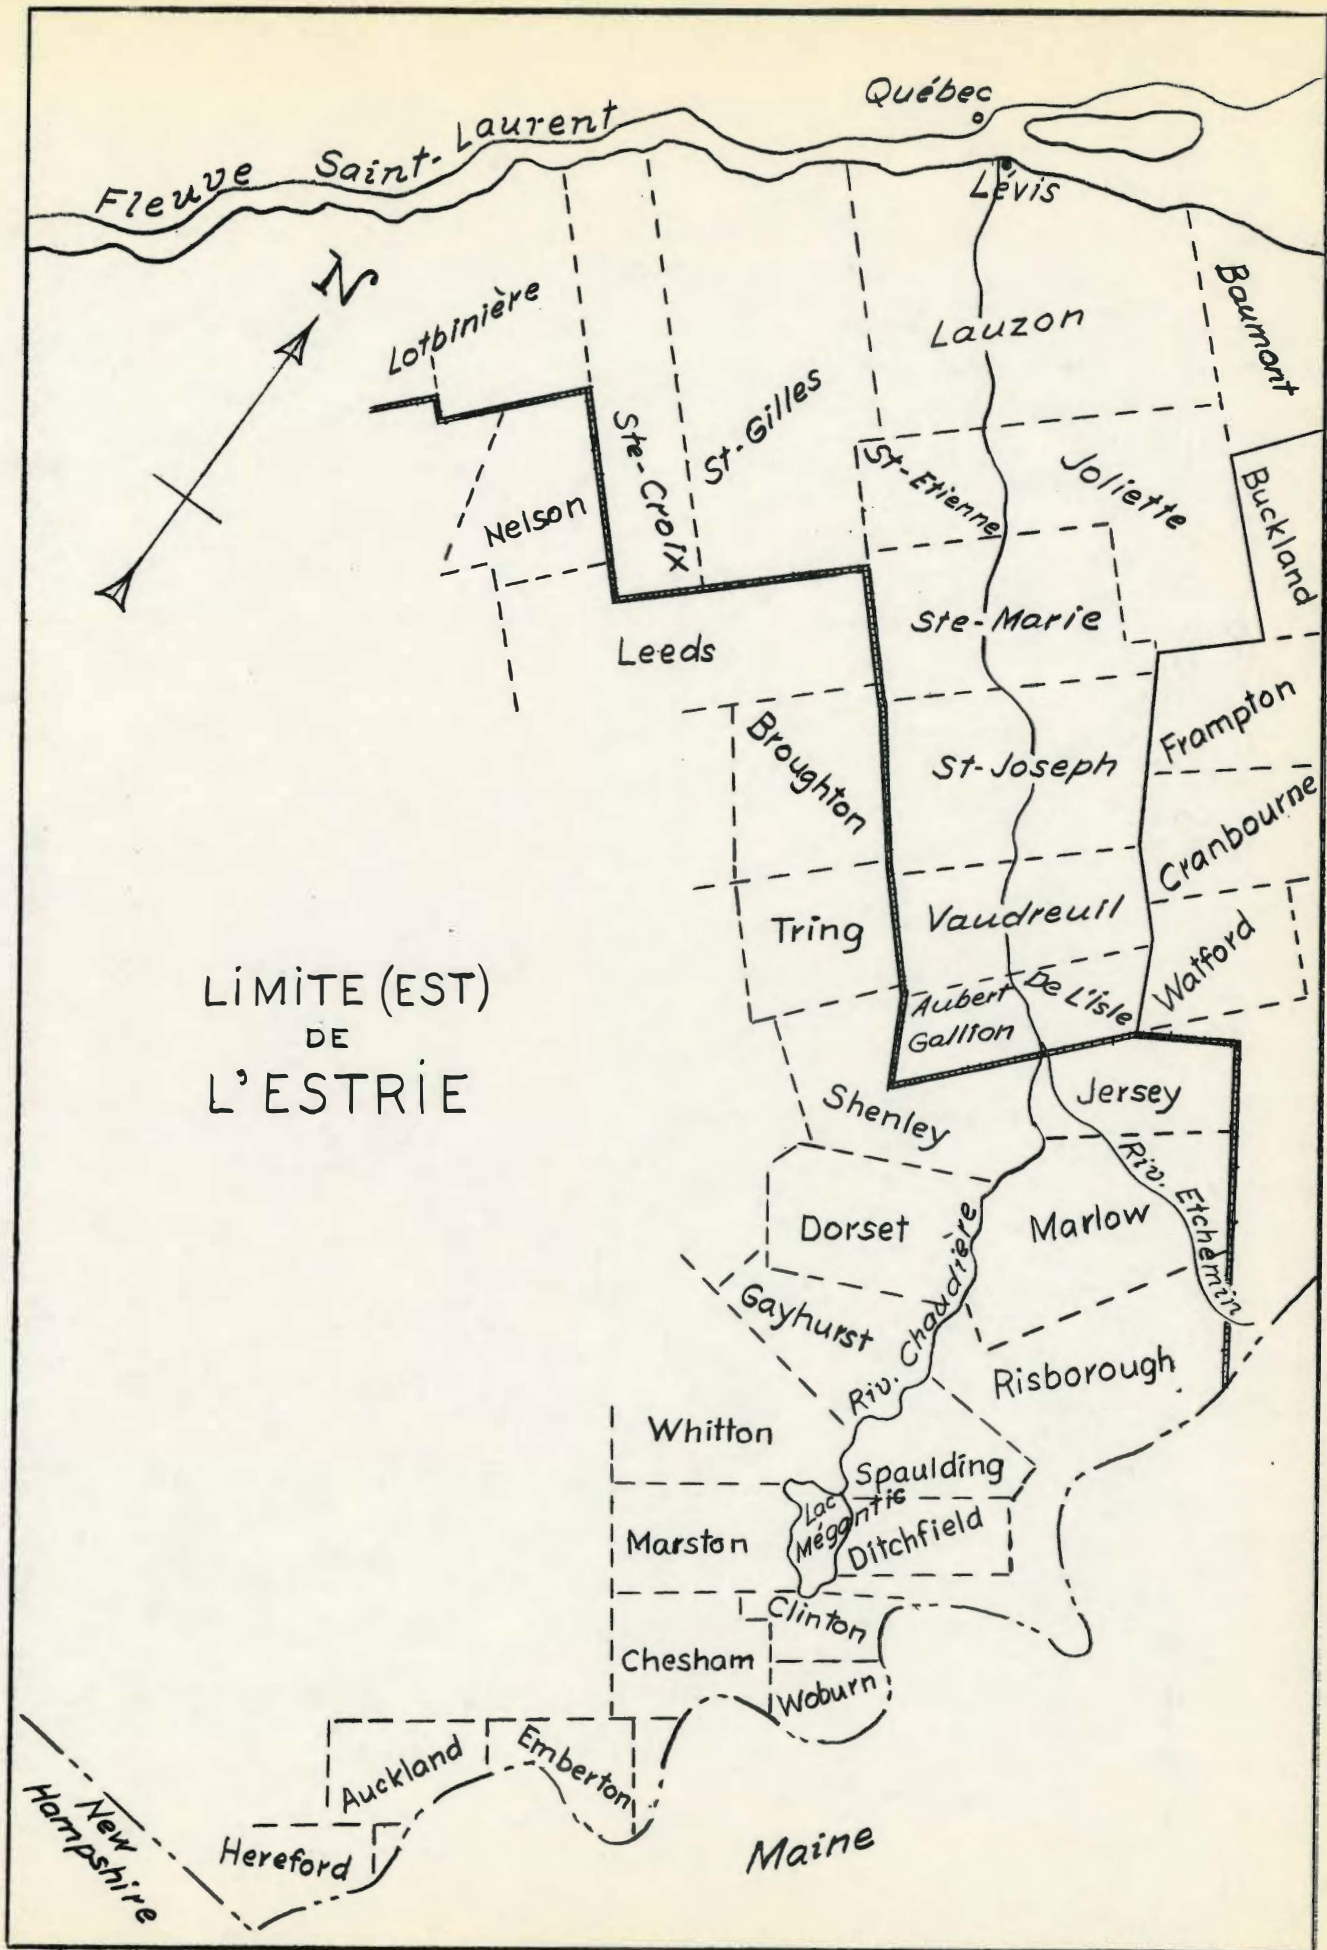 Québec
Fleuve Saint-Laurent
Lévis
N
Lotbinière
Lauzon
Baumont
Ste-Croix
St-Gilles
St-Etienne
Joliette
Buckland
Nelson
Leeds
Ste-Marie
Broughton
St-Joseph
Frampton
Cranbourne
Tring
Vaudreuil
Watford
LIMITE (EST)
DE
L'ESTRIE
Aubert
Gallion
De L'Isle
Shenley
Jersey
Riv. Etchemin
Dorset
Marlow
Riv. Chaudière
Gayhurst
Risborough
Whitton
Spaulding
Lac
Mégantic
Marston
Ditchfield
Clinton
Chesham
Woburn
Auckland
Emberton
New
Hampshire
Hereford
Maine